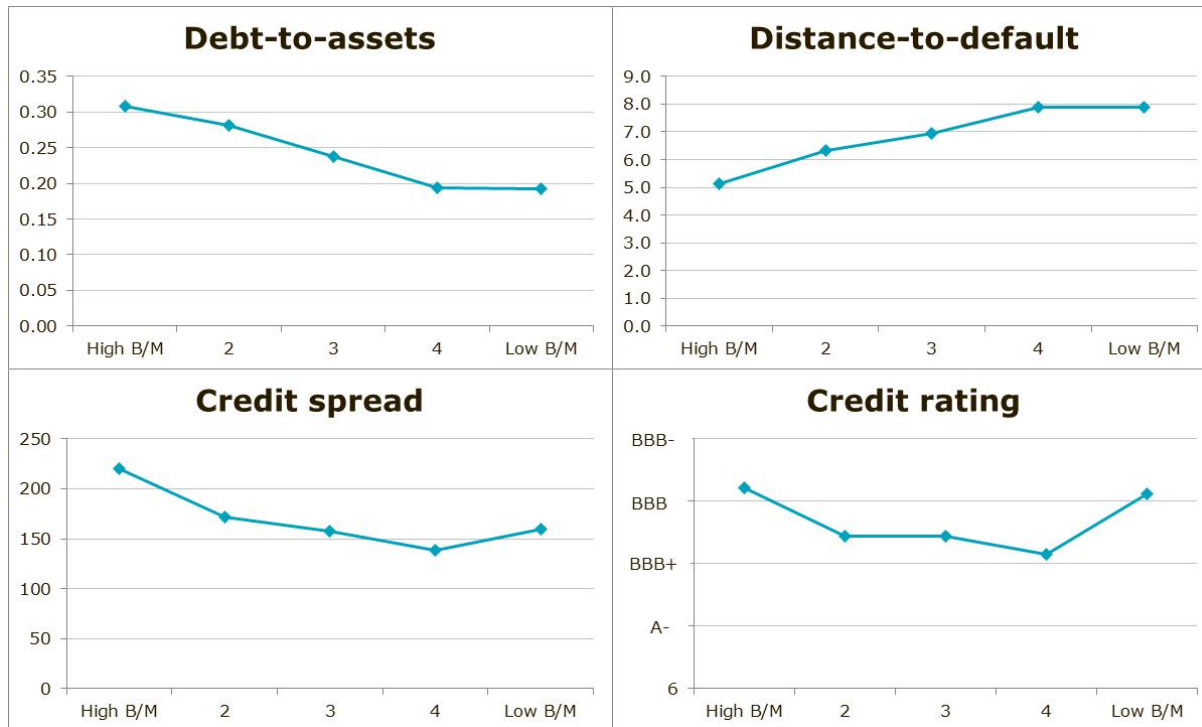 Debt-to-assets
0.35
0.30
0.25
0.20
0.15
0.10
0.05
0.00
High B/M 2 3 4 Low B/M
Distance-to-default
9.0
8.0
7.0
6.0
5.0
4.0
3.0
2.0
1.0
0.0
High B/M 2 3 4 Low B/M
Credit spread
250
200
150
100
50
0
High B/M 2 3 4 Low B/M
Credit rating
BBB-
BBB
BBB+
A-
6
High B/M 2 3 4 Low B/M